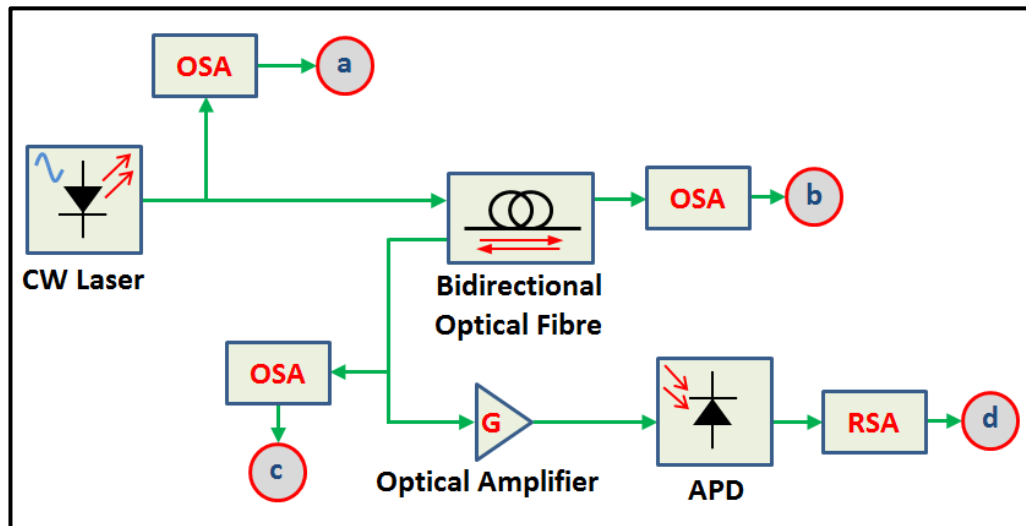 OSA
a
CW Laser
OSA
b
Bidirectional
Optical Fibre
OSA
c
G
Optical Amplifier
APD
RSA
d